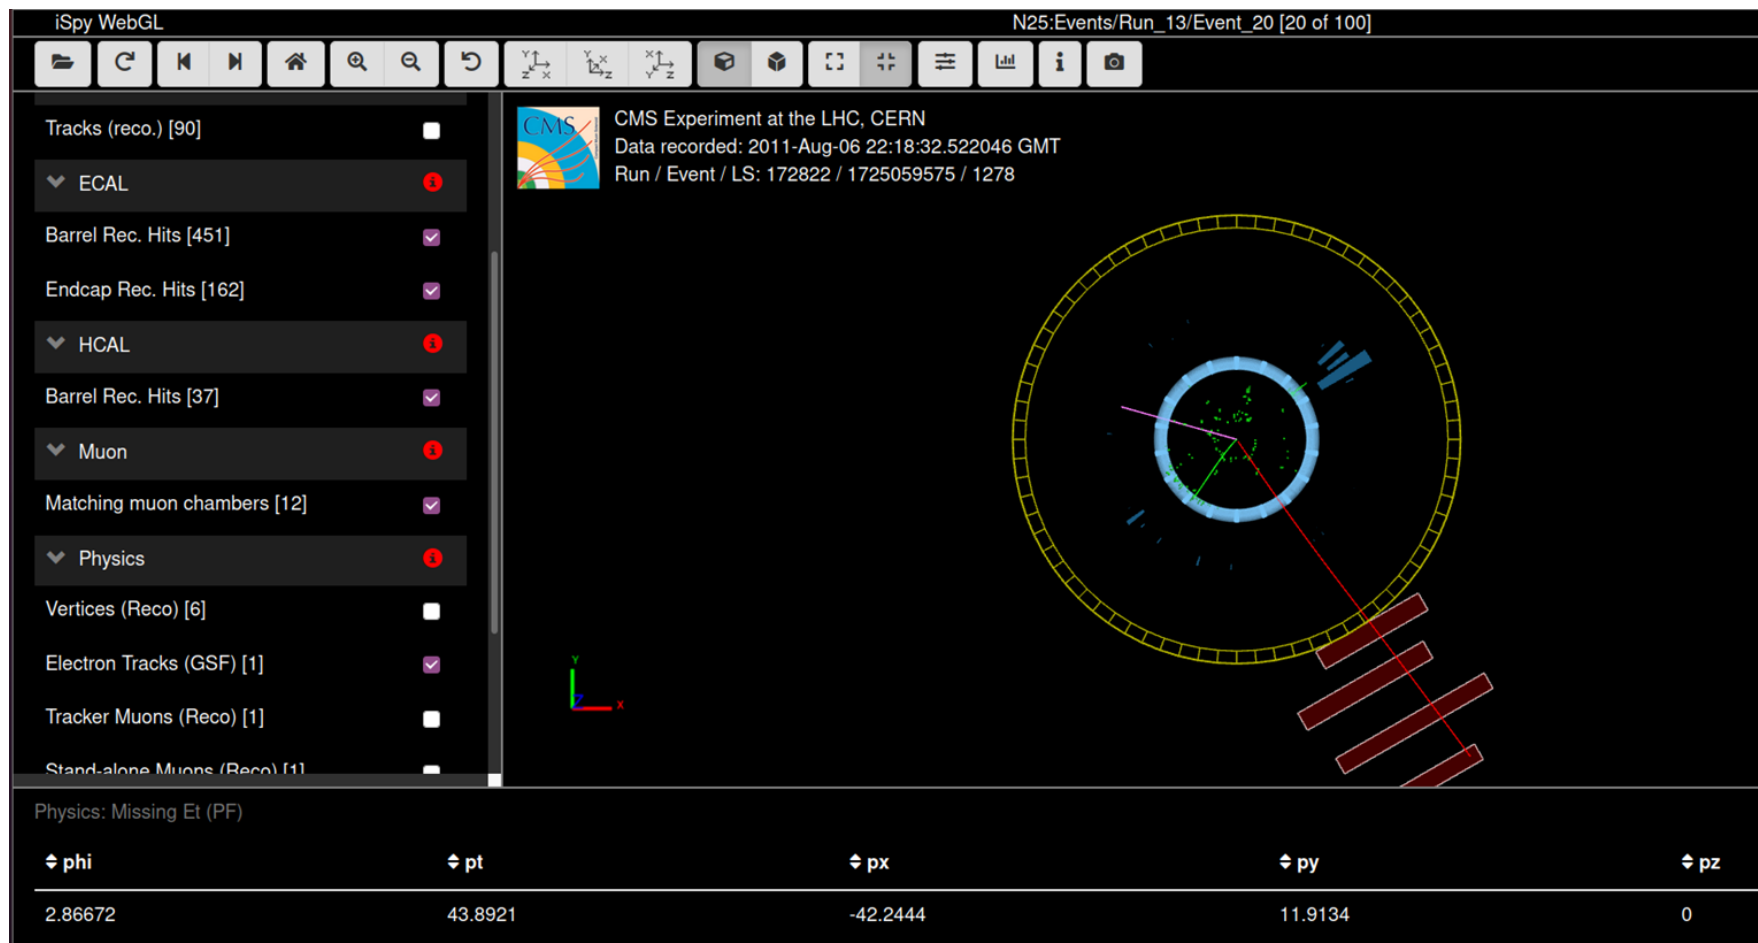 iSpy WebGL
N25:Events/Run_13/Event_20 [20 of 100]
Tracks (reco.) [90]
ECAL
Barrel Rec. Hits [451]
Endcap Rec. Hits [162]
HCAL
Barrel Rec. Hits [37]
Muon
Matching muon chambers [12]
Physics
Vertices (Reco) [6]
Electron Tracks (GSF) [1]
Tracker Muons (Reco) [1]
Stand-alone Muons (Reco) [1]
CMS
CMS Experiment at the LHC, CERN
Data recorded: 2011-Aug-06 22:18:32.522046 GMT
Run / Event / LS: 172822 / 1725059575 / 1278
Y
Z
X
Physics: Missing Et (PF)
phi pt px py pz
2.86672 43.8921 -42.2444 11.9134 0